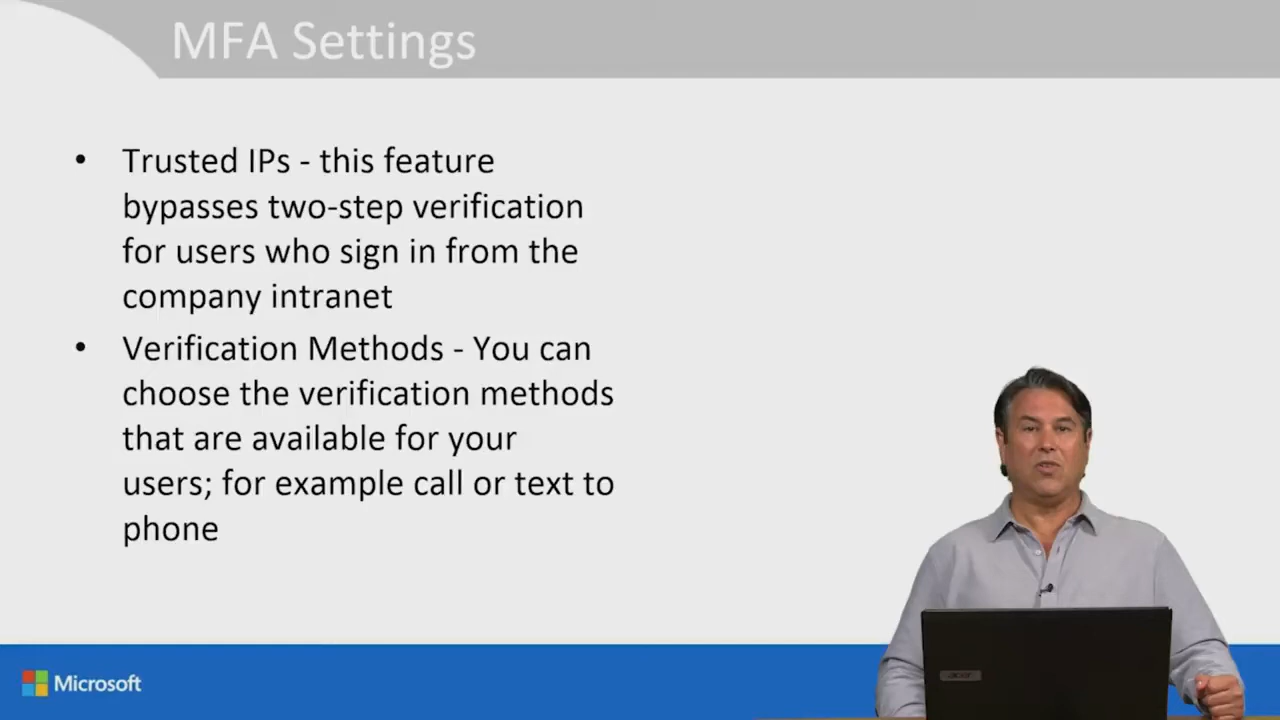 MFA Settings
• Trusted IPs - this feature
bypasses two-step verification
for users who sign in from the
company intranet
• Verification Methods - You can
choose the verification methods
that are available for your
users; for example call or text to
phone
Microsoft
acer